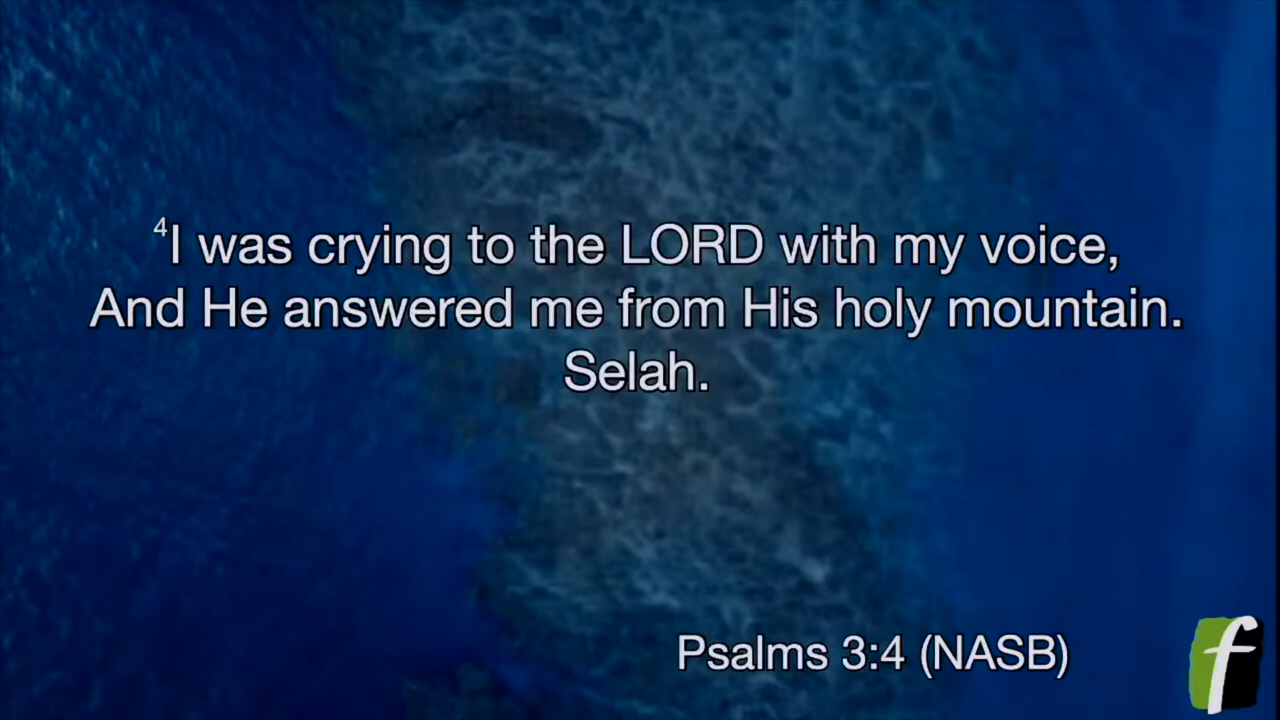 ⁴I was crying to the LORD with my voice,
And He answered me from His holy mountain.
Selah.
Psalms 3:4 (NASB)
f